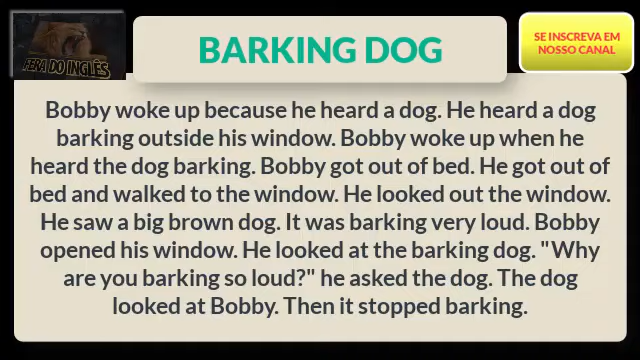 FERA DO INGLÊS
BARKING DOG
SE INSCREVA EM
NOSSO CANAL
Bobby woke up because he heard a dog. He heard a dog
barking outside his window. Bobby woke up when he
heard the dog barking. Bobby got out of bed. He got out of
bed and walked to the window. He looked out the window.
He saw a big brown dog. It was barking very loud. Bobby
opened his window. He looked at the barking dog. "Why
are you barking so loud?" he asked the dog. The dog
looked at Bobby. Then it stopped barking.